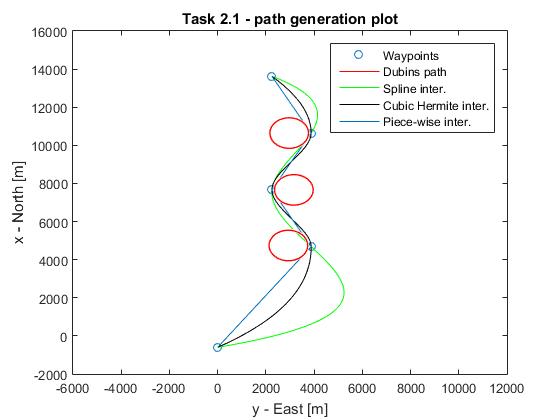 Task 2.1 - path generation plot
16000
14000
12000
10000
8000
6000
4000
2000
0
-2000
x - North [m]
Waypoints
Dubins path
Spline inter.
Cubic Hermite inter.
Piece-wise inter.
-6000 -4000 -2000 0 2000 4000 6000 8000 10000 12000
y - East [m]